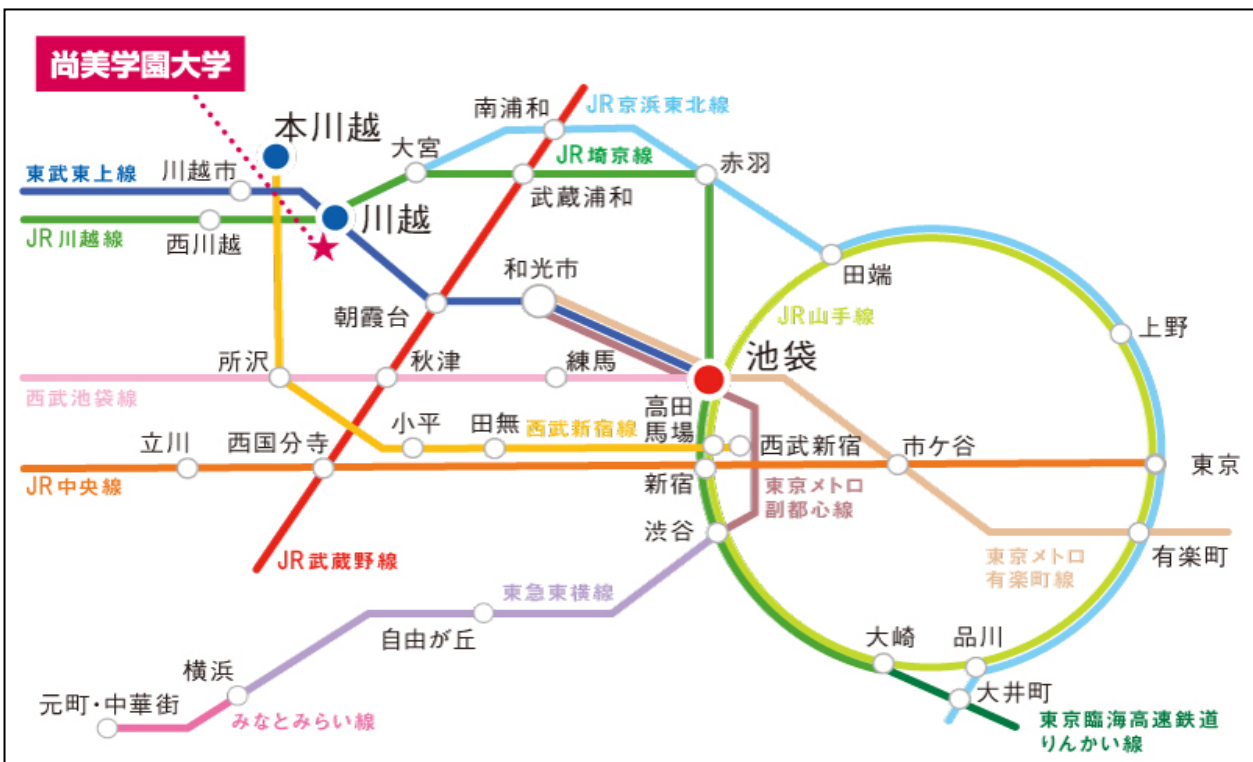 尚美学園大学
本川越
南浦和
JR京浜東北線
大宮
JR埼京線
赤羽
東武東上線
川越市
武蔵浦和
川越
JR川越線
西川越
和光市
田端
朝霞台
JR山手線
上野
所沢
秋津
練馬
池袋
西武池袋線
高田
馬場
小平
田無
西武新宿線
西武新宿
市ケ谷
立川
西国分寺
東京
JR中央線
新宿
東京メトロ
副都心線
渋谷
JR武蔵野線
東京メトロ
有楽町線
有楽町
東急東横線
自由が丘
大崎
品川
横浜
大井町
元町・中華街
みなとみらい線
東京臨海高速鉄道
りんかい線